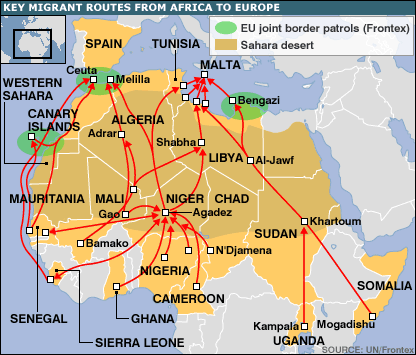 KEY MIGRANT ROUTES FROM AFRICA TO EUROPE
EU joint border patrols (Frontex)
Sahara desert
SPAIN
TUNISIA
MALTA
Ceuta
Melilla
WESTERN
SAHARA
Bengazi
CANARY
ISLANDS
ALGERIA
Adrar
Shabha
LIBYA
Al-Jawf
MAURITANIA
MALI
NIGER
CHAD
Gao
Agadez
Khartoum
SUDAN
Bamako
N'Djamena
NIGERIA
SOMALIA
CAMEROON
SENEGAL
GHANA
Kampala
Mogadishu
SIERRA LEONE
UGANDA
SOURCE: UN/Frontex